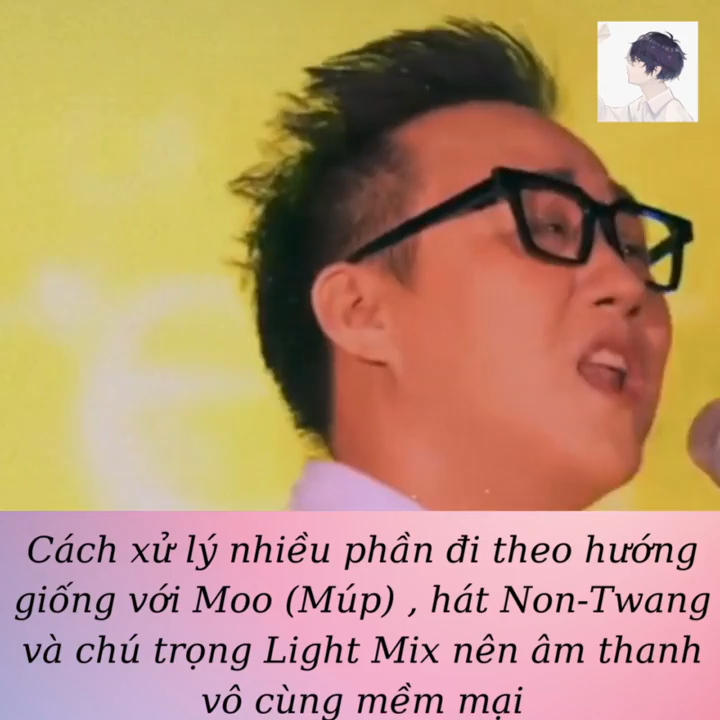 Cách xử lý nhiều phần đi theo hướng
giống với Moo (Múp) , hát Non-Twang
và chú trọng Light Mix nên âm thanh
vô cùng mềm mại